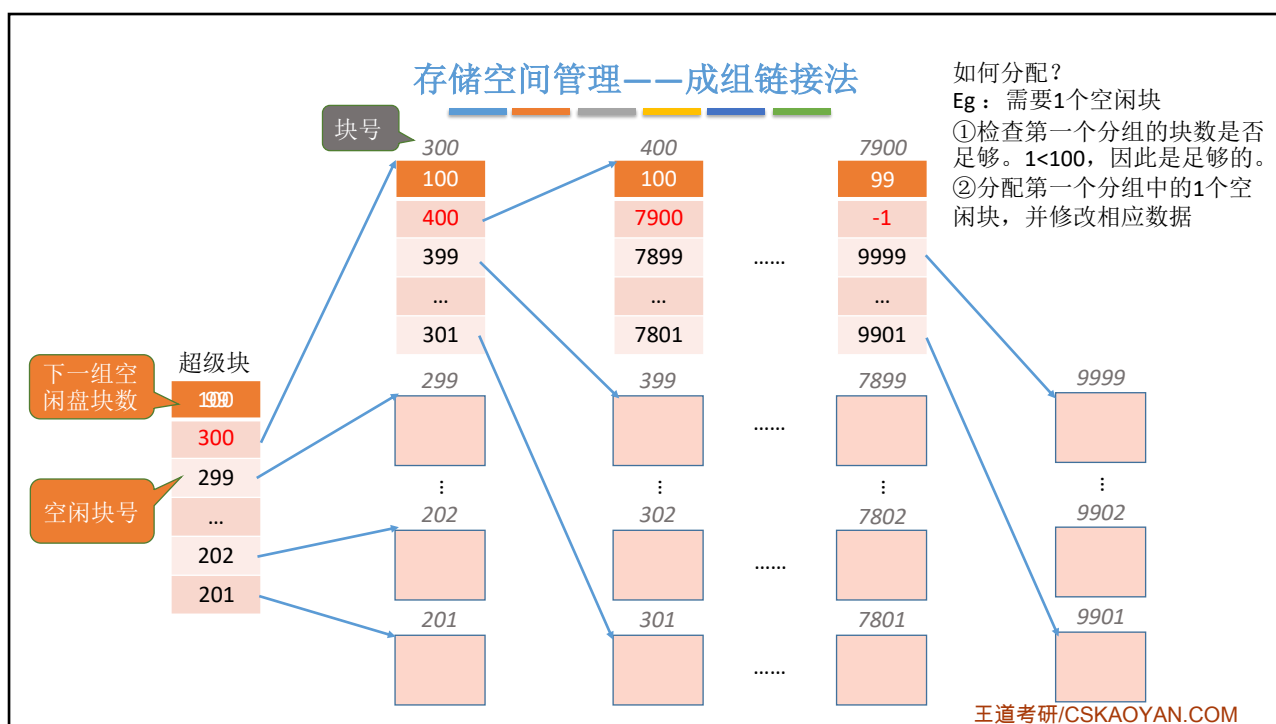 存储空间管理——成组链接法
如何分配？
Eg：需要1个空闲块
①检查第一个分组的块数是否
足够。1<100，因此是足够的。
②分配第一个分组中的1个空
闲块，并修改相应数据
块号
300 400 7900
100 100 99
400 7900 -1
399 7899 …… 9999
... ... ...
301 7801 9901
超级块
下一组空
闲盘块数
300
299
空闲块号
...
202
201
299 399 7899 9999
……
... ... ... ...
202 302 7802 9902
……
201 301 7801 9901
……
王道考研/CSKAOYAN.COM